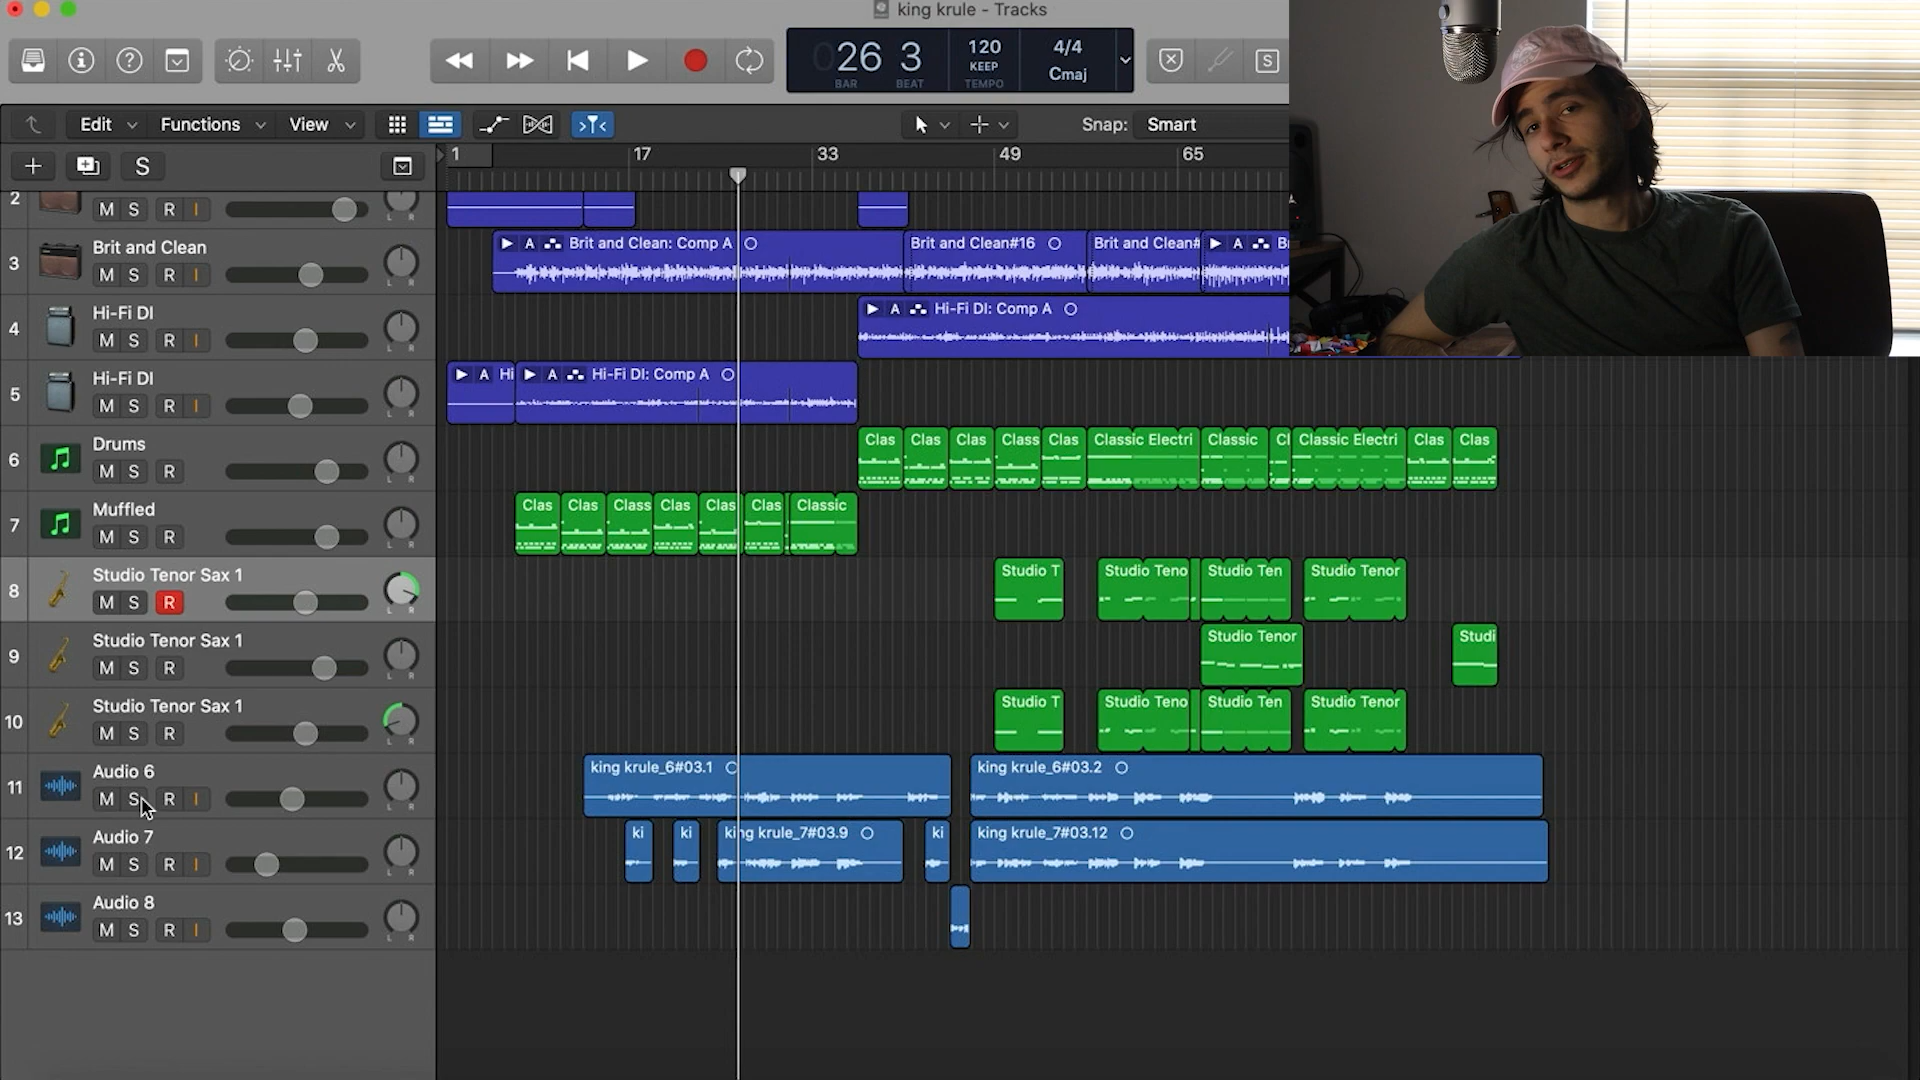 king krule - Tracks
26 3
BAR BEAT
120
KEEP
TEMPO
4/4
Cmaj
S
Edit Functions View Snap: Smart
S
1 17 33 49 65
2 M S R I L R
3 Brit and Clean
M S R I L R
A Brit and Clean: Comp A Brit and Clean#16 Brit and Clean# A B
4 Hi-Fi DI
M S R I L R
A Hi-Fi DI: Comp A
5 Hi-Fi DI
M S R I L R
A Hi A Hi-Fi DI: Comp A
6 Drums
M S R L R
Clas Clas Clas Class Clas Classic Electri Classic Cl Classic Electri Clas Clas
7 Muffled
M S R L R
Clas Clas Class Clas Clas Clas Classic
8 Studio Tenor Sax 1
M S R L R
Studio T Studio Teno Studio Ten Studio Tenor
9 Studio Tenor Sax 1
M S R L R
Studio Tenor Studi
10 Studio Tenor Sax 1
M S R L R
Studio T Studio Teno Studio Ten Studio Tenor
11 Audio 6
M S R I L R
king krule_6#03.1 king krule_6#03.2
12 Audio 7
M S R I L R
ki ki king krule_7#03.9 ki king krule_7#03.12
13 Audio 8
M S R I L R